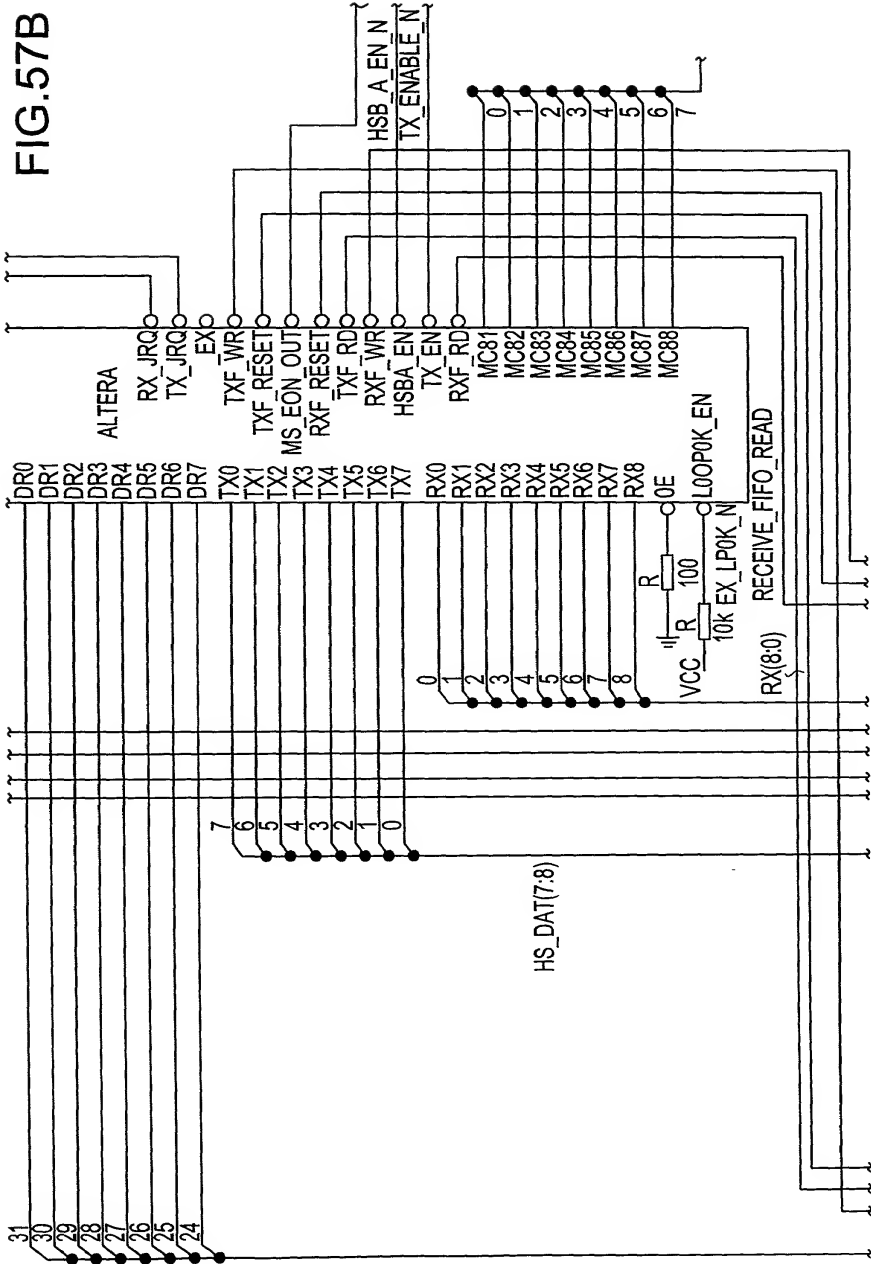 FIG.57B
HSB_A_EN_N
TX_ENABLE_N
ALTERA
DR0
DR1
DR2
DR3
DR4
DR5
DR6
DR7
TX0
TX1
TX2
TX3
TX4
TX5
TX6
TX7
RX0
RX1
RX2
RX3
RX4
RX5
RX6
RX7
RX8
0E
L00P0K_EN
RX_JRQ
TX_JRQ
EX
TXF_WR
TXF_RESET
MS_EON_OUT
RXF_RESET
TXF_RD
RXF_WR
HSBA_EN
TX_EN
RXF_RD
MC81
MC82
MC83
MC84
MC85
MC86
MC87
MC88
0
1
2
3
4
5
6
7
31
30
29
28
27
26
25
24
7
6
5
4
3
2
1
0
0
1
2
3
4
5
6
7
8
R
100
VCC
R
10K
EX_LP0K_N
RECEIVE_FIFO_READ
RX(8:0)
HS_DAT(7:8)